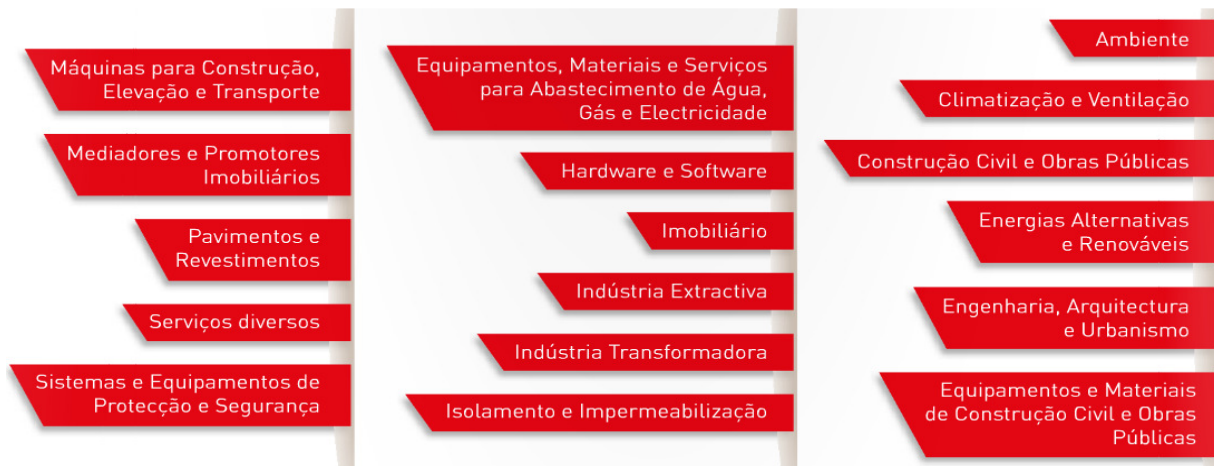 Máquinas para Construção,
Elevação e Transporte
Mediadores e Promotores
Imobiliários
Pavimentos e
Revestimentos
Serviços diversos
Sistemas e Equipamentos de
Protecção e Segurança
Equipamentos, Materiais e Serviços
para Abastecimento de Água,
Gás e Electricidade
Hardware e Software
Imobiliário
Indústria Extractiva
Indústria Transformadora
Isolamento e Impermeabilização
Ambiente
Climatização e Ventilação
Construção Civil e Obras Públicas
Energias Alternativas
e Renováveis
Engenharia, Arquitectura
e Urbanismo
Equipamentos e Materiais
de Construção Civil e Obras
Públicas